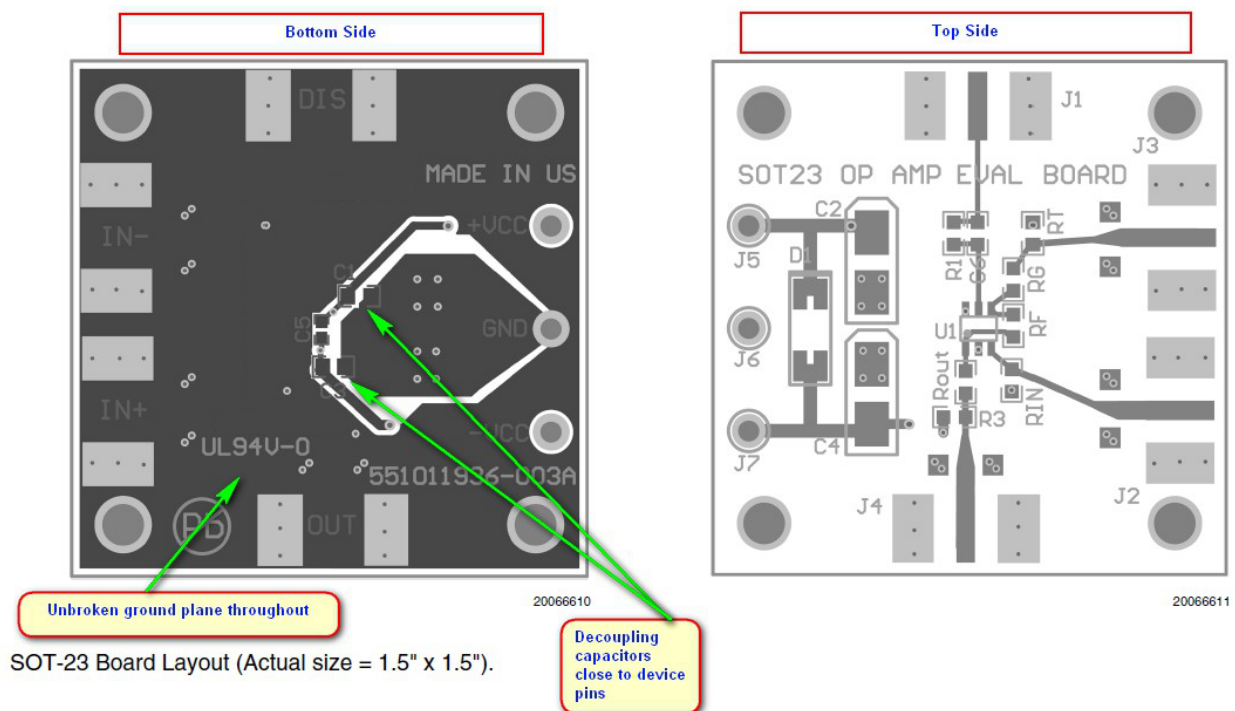 Bottom Side
DIS
MADE IN US
IN-
+VCC
C1
C5
GND
C3
IN+
-VCC
UL94V-0
551011936-003A
PB
OUT
20066610
Unbroken ground plane throughout
Decoupling
capacitors
close to device
pins
SOT-23 Board Layout (Actual size = 1.5" x 1.5").
Top Side
J1
J3
SOT23 OP AMP EVAL BOARD
C2
RT
R1
J5
D1
RG
U1
RF
J6
Rout
RIN
R3
C4
J7
J4
J2
20066611